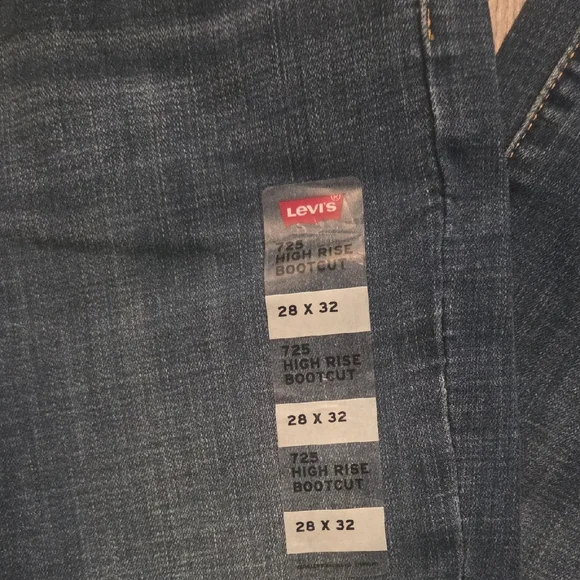 Levi's®
725
HIGH RISE
BOOTCUT
28 X 32
725
HIGH RISE
BOOTCUT
28 X 32
725
HIGH RISE
BOOTCUT
28 X 32